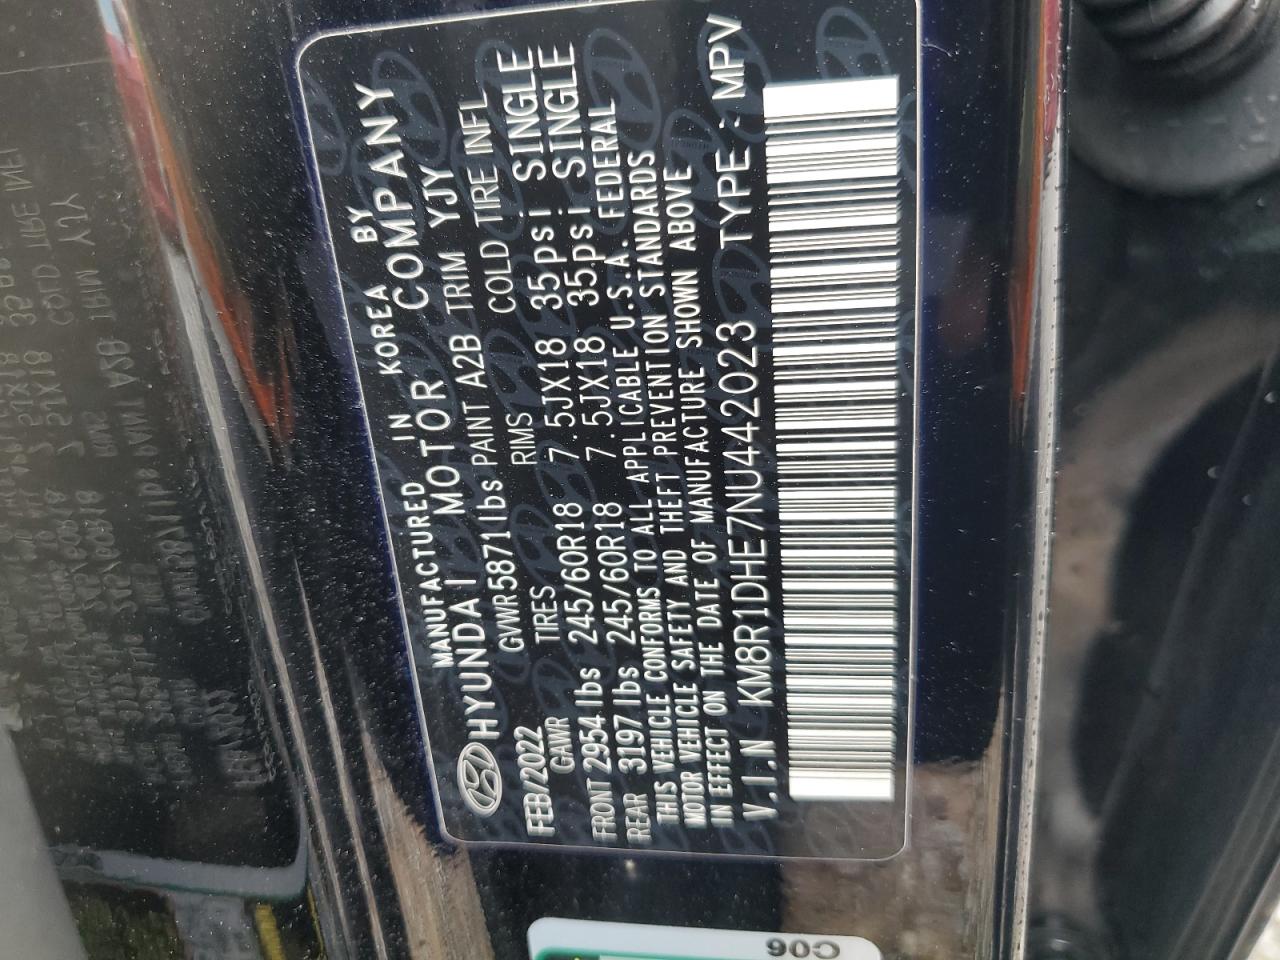 MANUFACTURED IN KOREA BY
HYUNDAI MOTOR COMPANY
FEB/2022 GVWR 5871lbs PAINT A2B TRIM YJY
GAWR TIRES RIMS COLD TIRE INFL
FRONT 2954 lbs 245/60R18 7.5JX18 35psi SINGLE
REAR 3197 lbs 245/60R18 7.5JX18 35psi SINGLE
THIS VEHICLE CONFORMS TO ALL APPLICABLE U.S.A. FEDERAL
MOTOR VEHICLE SAFETY AND THEFT PREVENTION STANDARDS
IN EFFECT ON THE DATE OF MANUFACTURE SHOWN ABOVE
V.I.N KM8R1DHE7NU442023 TYPE : MPV
C06